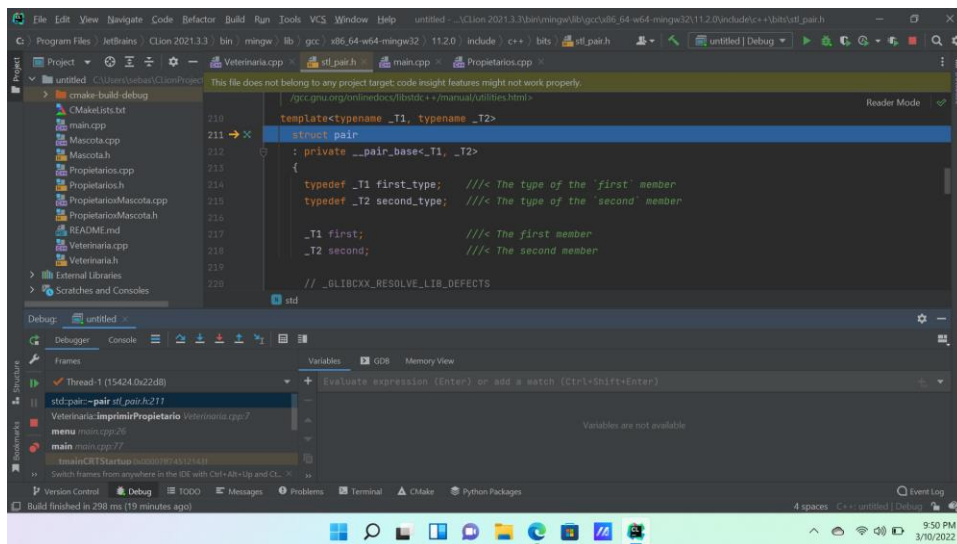 File Edit View Navigate Code Refactor Build Run Tools VCS Window Help untitled - ...\CLion 2021.3.3\bin\mingw\lib\gcc\x86_64-w64-mingw32\11.2.0\include\c++\bits\stl_pair.h
Program Files JetBrains CLion 2021.3.3 bin mingw lib gcc x86_64-w64-mingw32 11.2.0 include c++ bits stl_pair.h untitled | Debug
Project Veterinaria.cpp stl_pair.h main.cpp Propietarios.cpp
untitled C:\Users\sebas\CLionProject This file does not belong to any project target: code insight features might not work properly.
cmake-build-debug /gcc.gnu.org/onlinedocs/libstdc++/manual/utilities.html>
Reader Mode
CMakeLists.txt
main.cpp
Mascota.cpp
Mascota.h
Propietarios.cpp
Propietarios.h
PropietarioxMascota.cpp
PropietarioxMascota.h
README.md
Veterinaria.cpp
Veterinaria.h
External Libraries
Scratches and Consoles
210 template<typename _T1, typename _T2>
211 struct pair
212 : private __pair_base<_T1, _T2>
213 {
214 typedef _T1 first_type; ///< The type of the `first` member
215 typedef _T2 second_type; ///< The type of the `second` member
216
217 _T1 first; ///< The first member
218 _T2 second; ///< The second member
219
220 // _GLIBCXX_RESOLVE_LIB_DEFECTS
std
Debug: untitled
Debugger Console
Frames
Variables GDB Memory View
Thread-1 (15424.0x22d8)
Evaluate expression (Enter) or add a watch (Ctrl+Shift+Enter)
std::pair::~pair stl_pair.h:211
Veterinaria::imprimirPropietario Veterinaria.cpp:7
menu main.cpp:26
main main.cpp:77
tmainCRTStartup
Variables are not available
Switch frames from anywhere in the IDE with Ctrl+Alt+Up and Ct...
Project
Structure
Bookmarks
Version Control Debug TODO Messages Problems Terminal CMake Python Packages Event Log
Build finished in 298 ms (19 minutes ago) 4 spaces C++: untitled | Debug
9:50 PM
3/10/2022